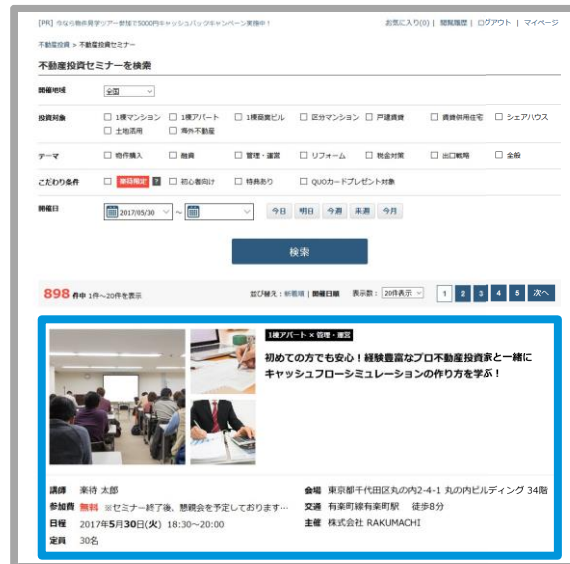 [PR] 今なら物件見学ツアー参加で5000円キャッシュバックキャンペーン実施中！ お気に入り(0) | 閲覧履歴 | ログアウト | マイページ
不動産投資 > 不動産投資セミナー
不動産投資セミナーを検索
開催地域 全国
投資対象 1棟マンション 1棟アパート 1棟商業ビル 区分マンション 戸建賃貸 賃貸併用住宅 シェアハウス
土地活用 海外不動産
テーマ 物件購入 融資 管理・運営 リフォーム 税金対策 出口戦略 全般
こだわり条件 ? 初心者向け 特典あり QUOカードプレゼント対象
開催日 2017/05/30 ～ 今日 明日 今週 来週 今月
検索
898 件中 1件～20件を表示 並び替え：新着順 | 開催日順 表示数： 20件表示 1 2 3 4 5 次へ
1棟アパート × 管理・運営
初めての方でも安心！経験豊富なプロ不動産投資家と一緒に
キャッシュフローシミュレーションの作り方を学ぶ！
講師 楽待 太郎
参加費 無料 ※セミナー終了後、懇親会を予定しております…
日程 2017年5月30日(火) 18:30～20:00
定員 30名
会場 東京都千代田区丸の内2-4-1 丸の内ビルディング 34階
交通 有楽町線有楽町駅 徒歩8分
主催 株式会社 RAKUMACHI